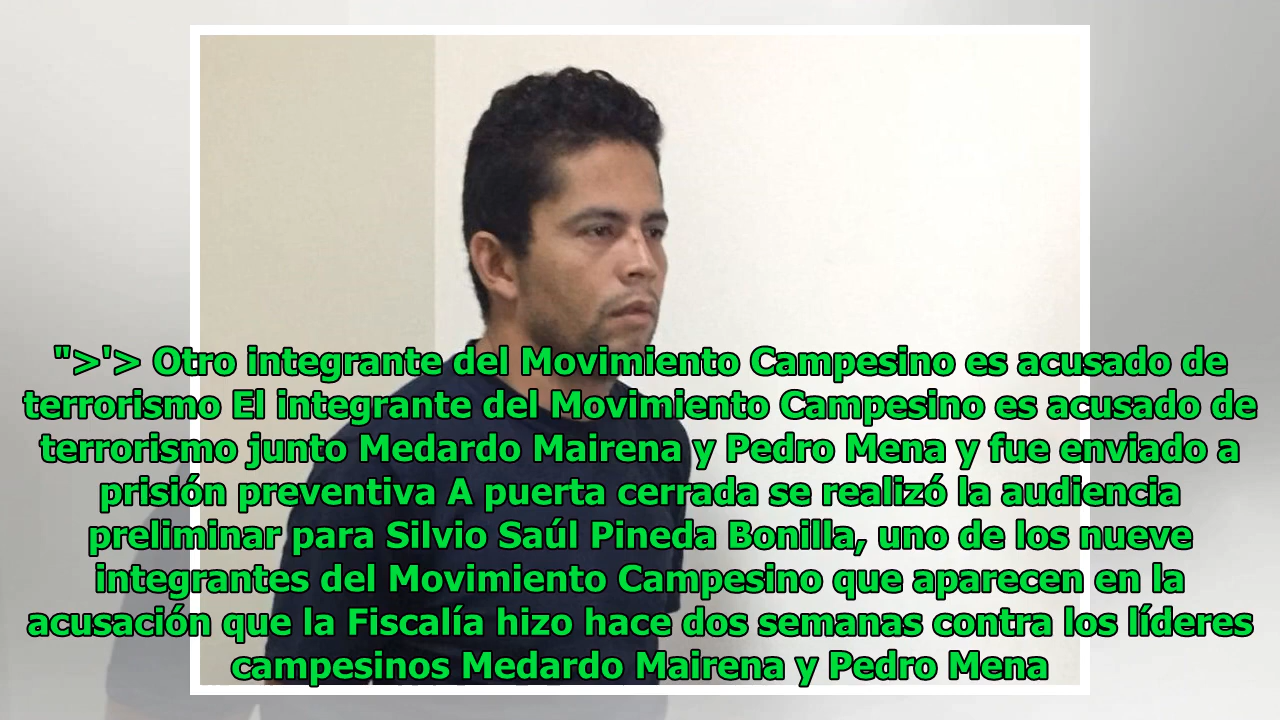 ">'> Otro integrante del Movimiento Campesino es acusado de
terrorismo El integrante del Movimiento Campesino es acusado de
terrorismo junto Medardo Mairena y Pedro Mena y fue enviado a
prisión preventiva A puerta cerrada se realizó la audiencia
preliminar para Silvio Saúl Pineda Bonilla, uno de los nueve
integrantes del Movimiento Campesino que aparecen en la
acusación que la Fiscalía hizo hace dos semanas contra los líderes
campesinos Medardo Mairena y Pedro Mena